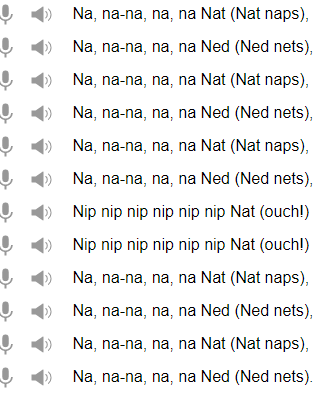 Na, na-na, na, na Nat (Nat naps),
Na, na-na, na, na Ned (Ned nets),
Na, na-na, na, na Nat (Nat naps),
Na, na-na, na, na Ned (Ned nets),
Na, na-na, na, na Nat (Nat naps),
Na, na-na, na, na Ned (Ned nets),
Nip nip nip nip nip nip Nat (ouch!)
Nip nip nip nip nip nip Nat (ouch!)
Na, na-na, na, na Nat (Nat naps),
Na, na-na, na, na Ned (Ned nets),
Na, na-na, na, na Nat (Nat naps),
Na, na-na, na, na Ned (Ned nets).